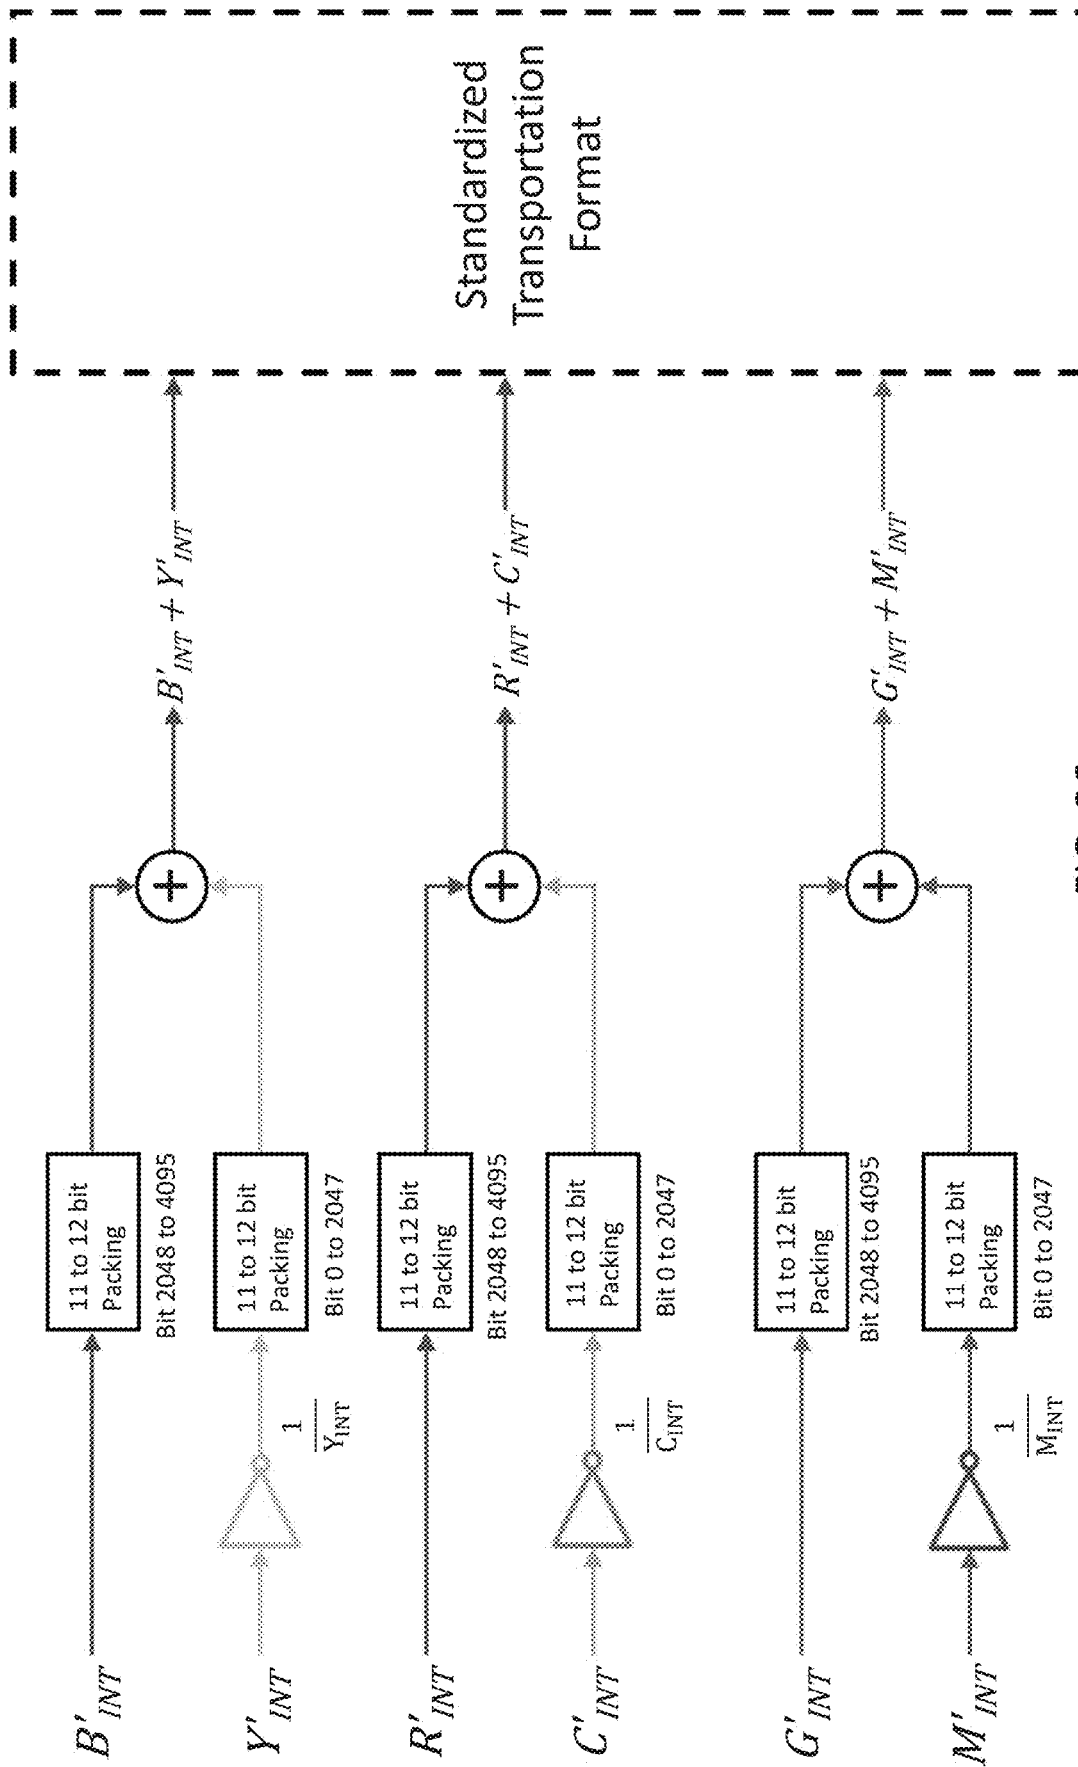 B'INT
11 to 12 bit
Packing
Bit 2048 to 4095
Y'INT
1
YINT
11 to 12 bit
Packing
Bit 0 to 2047
+
B'INT + Y'INT
R'INT
11 to 12 bit
Packing
Bit 2048 to 4095
C'INT
1
CINT
11 to 12 bit
Packing
Bit 0 to 2047
+
R'INT + C'INT
G'INT
11 to 12 bit
Packing
Bit 2048 to 4095
M'INT
1
MINT
11 to 12 bit
Packing
Bit 0 to 2047
+
G'INT + M'INT
Standardized
Transportation
Format